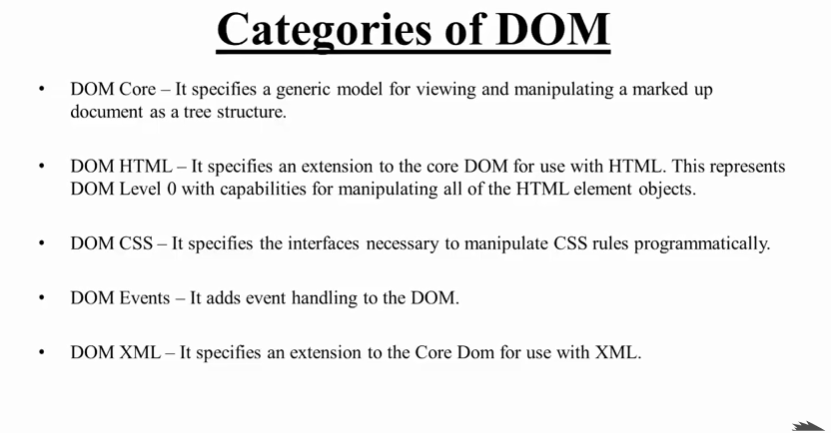 Categories of DOM
• DOM Core – It specifies a generic model for viewing and manipulating a marked up
document as a tree structure.
• DOM HTML – It specifies an extension to the core DOM for use with HTML. This represents
DOM Level 0 with capabilities for manipulating all of the HTML element objects.
• DOM CSS – It specifies the interfaces necessary to manipulate CSS rules programmatically.
• DOM Events – It adds event handling to the DOM.
• DOM XML – It specifies an extension to the Core Dom for use with XML.